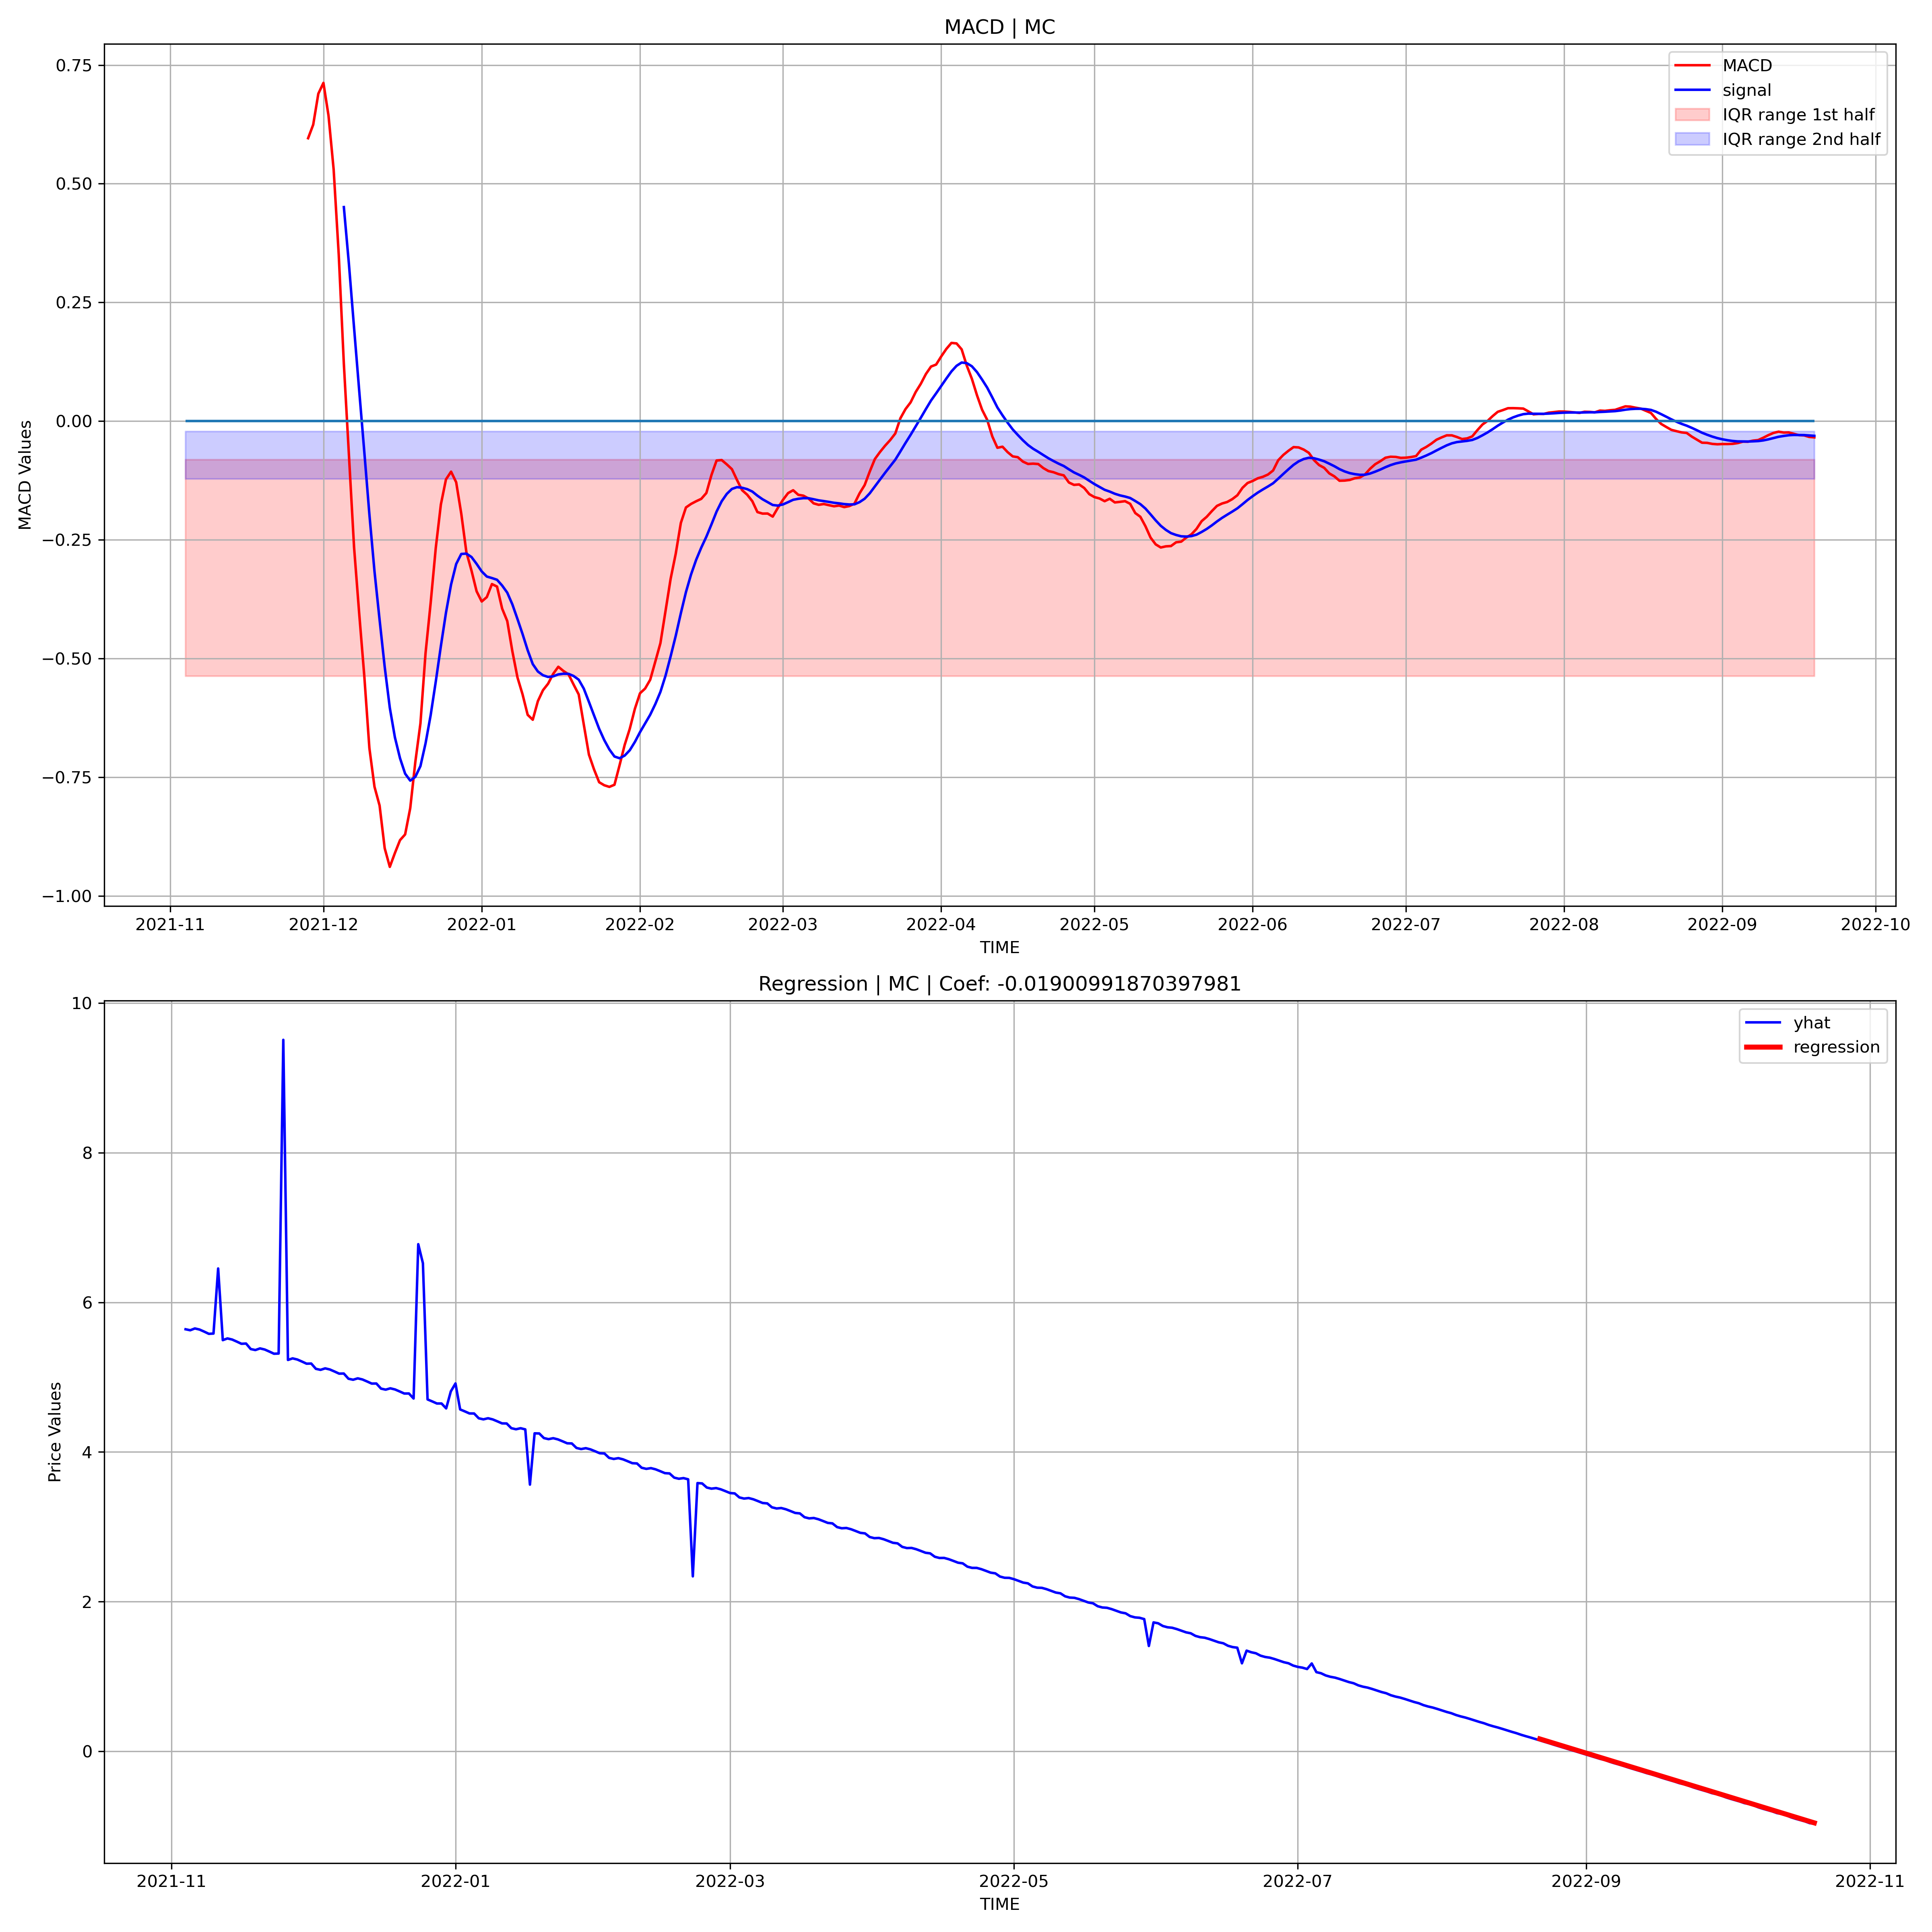 MACD | MC
MACD
signal
IQR range 1st half
IQR range 2nd half
0.75
0.50
0.25
0.00
−0.25
−0.50
−0.75
−1.00
MACD Values
2021-11 2021-12 2022-01 2022-02 2022-03 2022-04 2022-05 2022-06 2022-07 2022-08 2022-09 2022-10
TIME
Regression | MC | Coef: -0.01900991870397981
yhat
regression
10
8
6
4
2
0
Price Values
2021-11 2022-01 2022-03 2022-05 2022-07 2022-09 2022-11
TIME